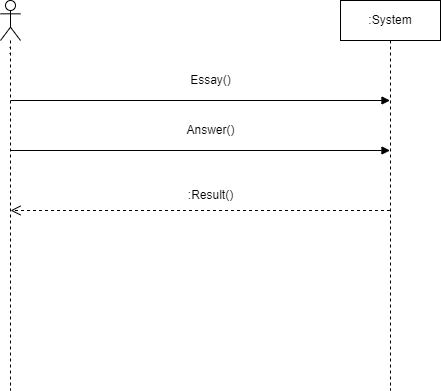 :System
Essay()
Answer()
:Result()